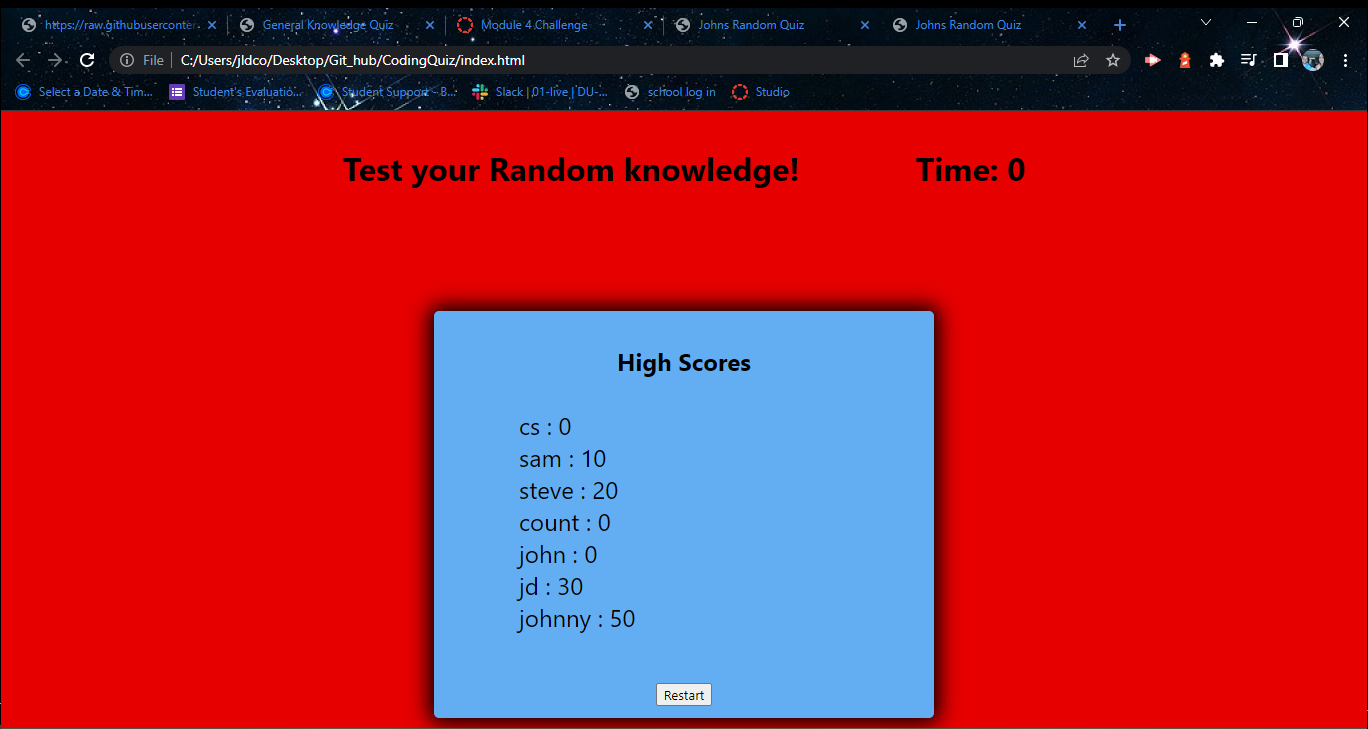 https://raw.githubuserconter
General Knowledge Quiz
Module 4 Challenge
Johns Random Quiz
Johns Random Quiz
File
C:/Users/jldco/Desktop/Git_hub/CodingQuiz/index.html
Select a Date & Tim...
Student's Evaluatio...
Student Support - B...
Slack | 01-live | DU-...
school log in
Studio
Test your Random knowledge!
Time: 0
High Scores
cs : 0
sam : 10
steve : 20
count : 0
john : 0
jd : 30
johnny : 50
Restart